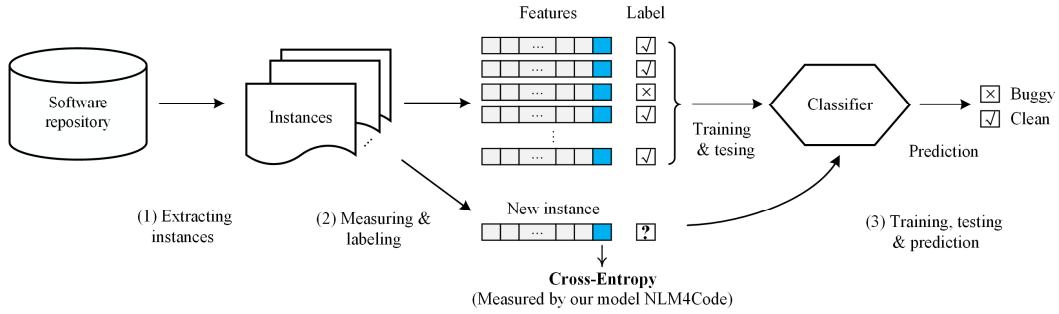 Features Label
Software
repository
Instances
...
...
...
...
...
...
...
Classifier
Buggy
Clean
Training
& tesing
Prediction
(1) Extracting
instances
(2) Measuring &
labeling
New instance
... ?
(3) Training, testing
& prediction
Cross-Entropy
(Measured by our model NLM4Code)